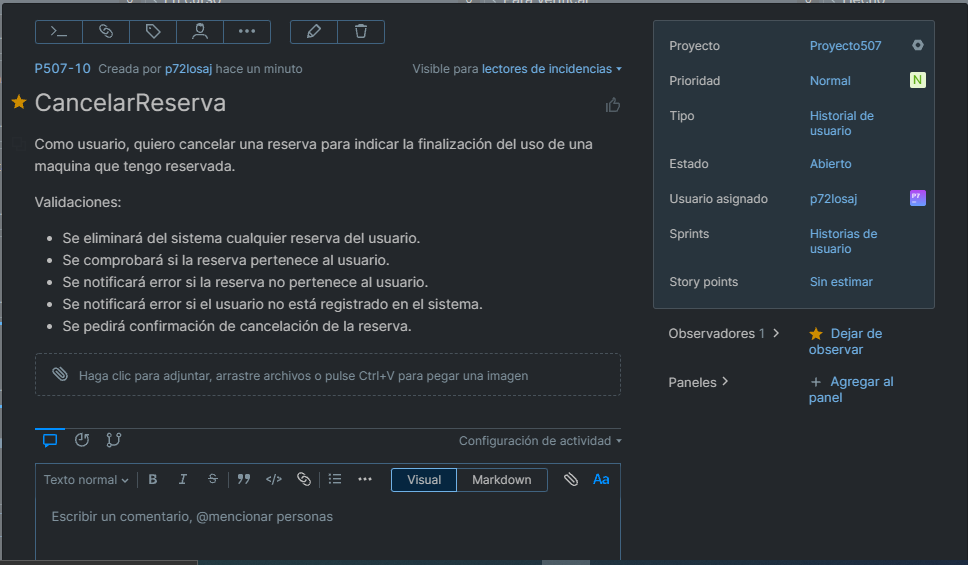 P507-10 Creada por p72losaj hace un minuto
Visible para lectores de incidencias
CancelarReserva
Como usuario, quiero cancelar una reserva para indicar la finalización del uso de una
maquina que tengo reservada.
Validaciones:
Se eliminará del sistema cualquier reserva del usuario.
Se comprobará si la reserva pertenece al usuario.
Se notificará error si la reserva no pertenece al usuario.
Se notificará error si el usuario no está registrado en el sistema.
Se pedirá confirmación de cancelación de la reserva.
Haga clic para adjuntar, arrastre archivos o pulse Ctrl+V para pegar una imagen
Configuración de actividad
Texto normal B I S </> Visual Markdown Aa
Escribir un comentario, @mencionar personas
Proyecto Proyecto507
Prioridad Normal N
Tipo Historial de
usuario
Estado Abierto
Usuario asignado p72losaj P7
Sprints Historias de
usuario
Story points Sin estimar
Observadores 1 Dejar de
observar
Paneles + Agregar al
panel